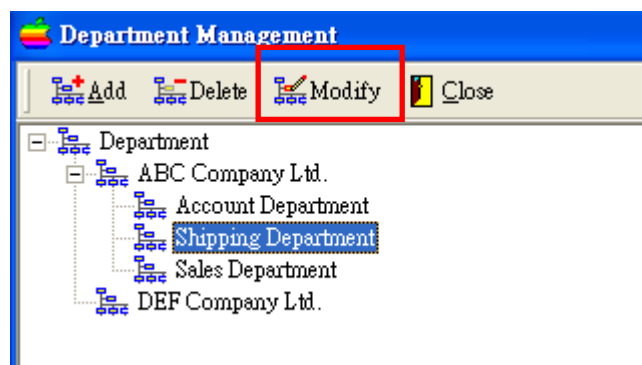 Department Management
Add Delete Modify Close
Department
ABC Company Ltd.
Account Department
Shipping Department
Sales Department
DEF Company Ltd.